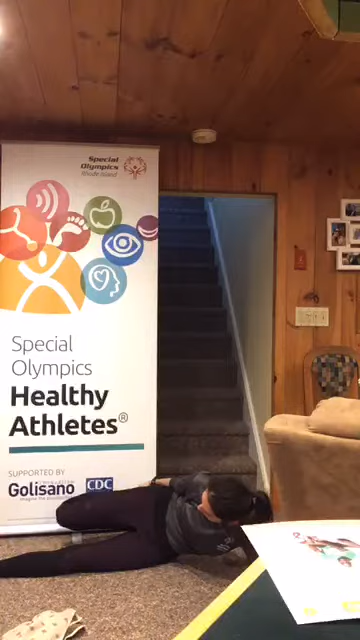 Special
Olympics
Rhode Island
Special
Olympics
Healthy
Athletes®
SUPPORTED BY
Golisano
CDC